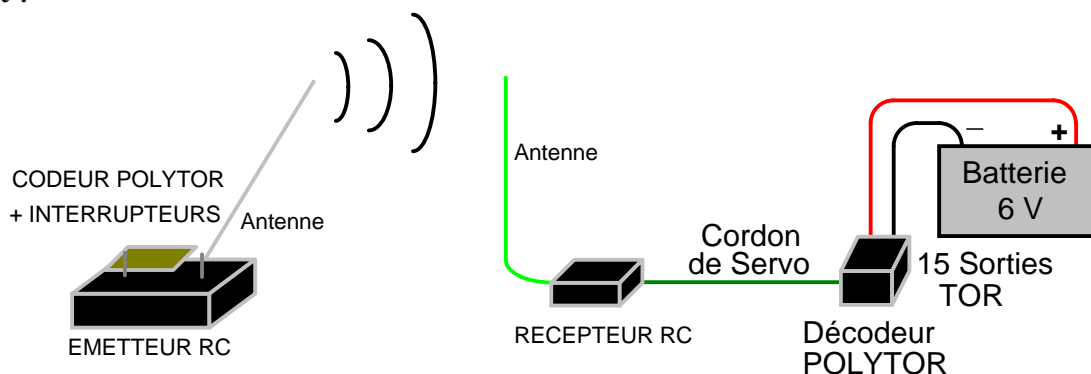 CODEUR POLYTOR
+ INTERRUPTEURS
Antenne
EMETTEUR RC
Antenne
RECEPTEUR RC
Cordon
de Servo
– +
Batterie
6 V
15 Sorties
TOR
Décodeur
POLYTOR